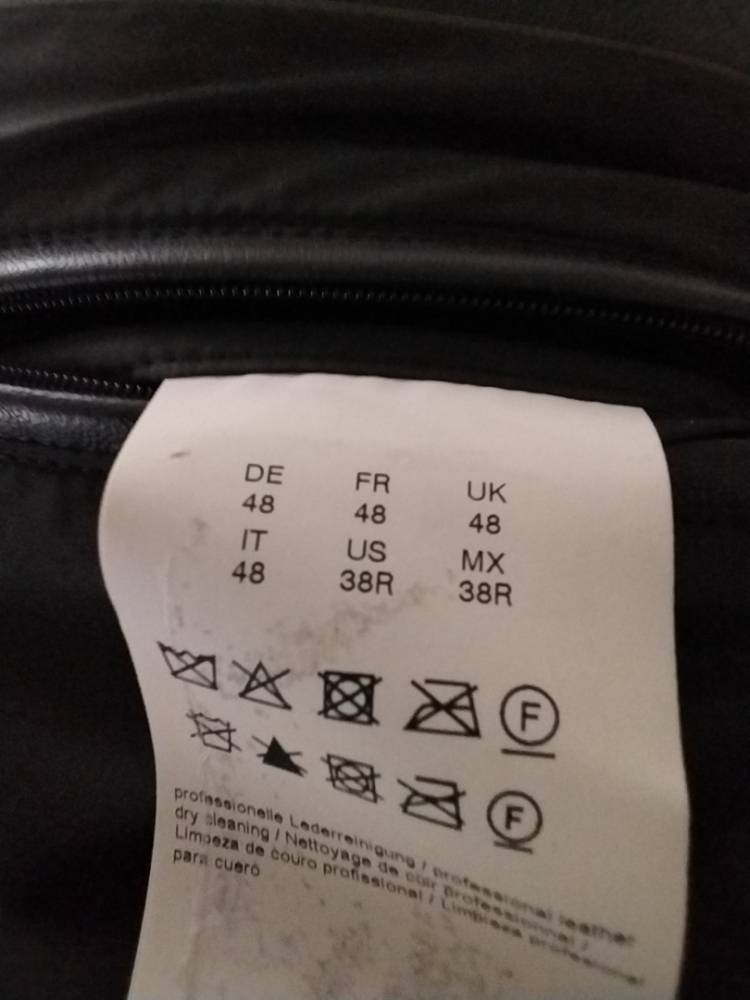 DE FR UK
48 48 48
IT US MX
48 38R 38R
F
F
professionelle Lederreinigung / professional leather
dry cleaning / Nettoyage de cuir Professionnel /
Limpeza de couro profissional / Limpieza profesional
para cuero